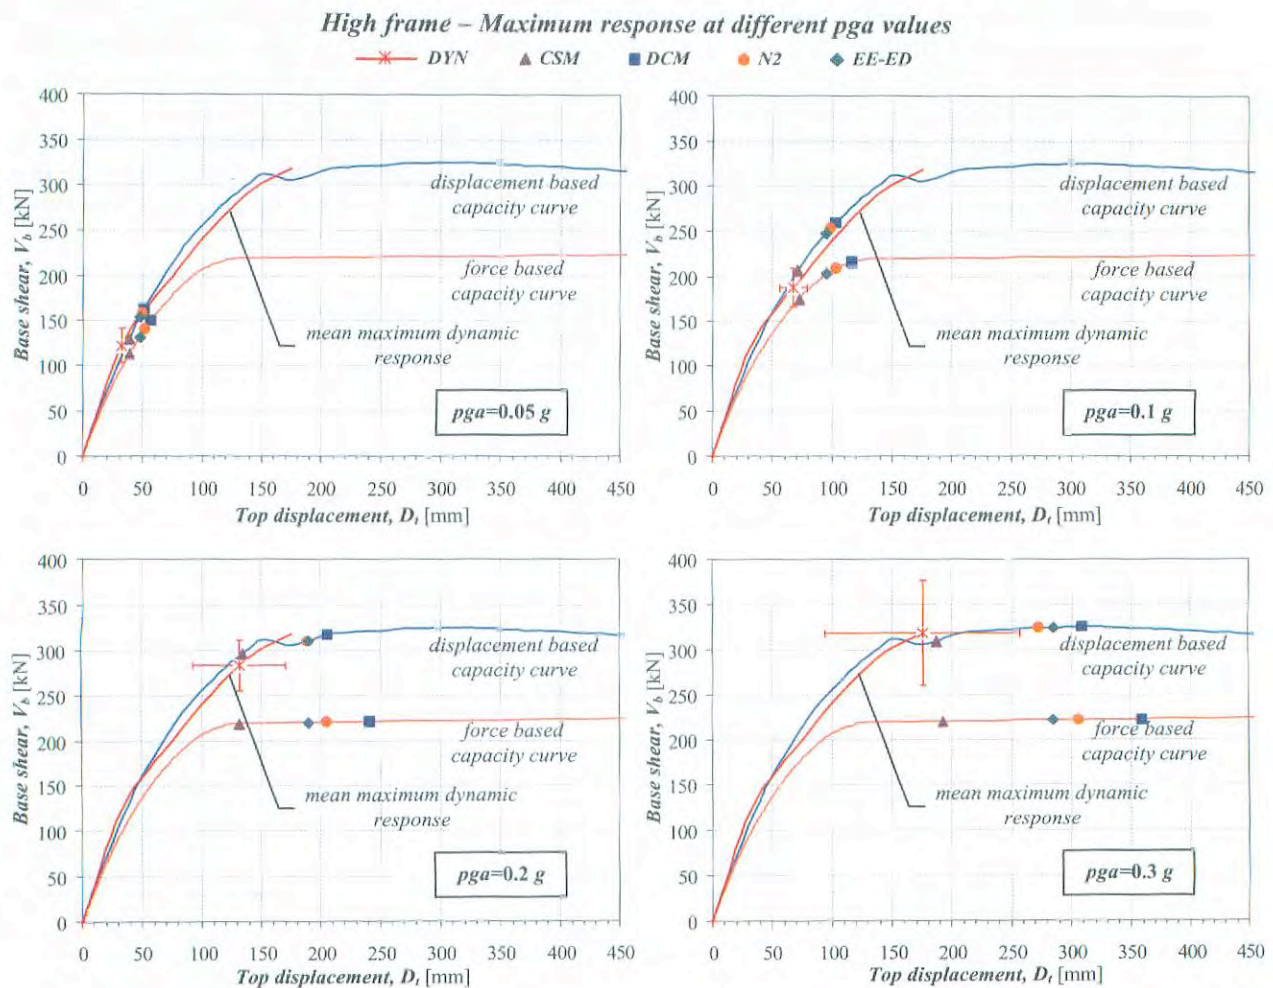 High frame – Maximum response at different pga values
DYN CSM DCM N2 EE-ED
400
350
300
250
200
150
100
50
0
Base shear, V_b [kN]
displacement based
capacity curve
force based
capacity curve
mean maximum dynamic
response
pga=0.05 g
0 50 100 150 200 250 300 350 400 450
Top displacement, D_t [mm]
400
350
300
250
200
150
100
50
0
Base shear, V_b [kN]
displacement based
capacity curve
force based
capacity curve
mean maximum dynamic
response
pga=0.1 g
0 50 100 150 200 250 300 350 400 450
Top displacement, D_t [mm]
400
350
300
250
200
150
100
50
0
Base shear, V_b [kN]
displacement based
capacity curve
force based
capacity curve
mean maximum dynamic
response
pga=0.2 g
0 50 100 150 200 250 300 350 400 450
Top displacement, D_t [mm]
400
350
300
250
200
150
100
50
0
Base shear, V_b [kN]
displacement based
capacity curve
force based
capacity curve
mean maximum dynamic
response
pga=0.3 g
0 50 100 150 200 250 300 350 400 450
Top displacement, D_t [mm]